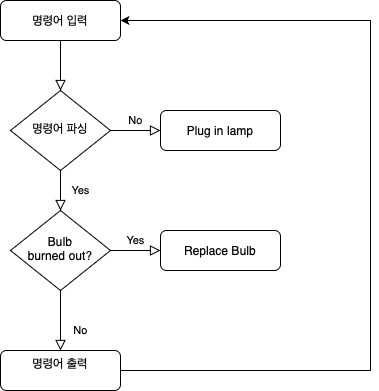 명령어 입력
명령어 파싱
No
Plug in lamp
Yes
Bulb
burned out?
Yes
Replace Bulb
No
명령어 출력